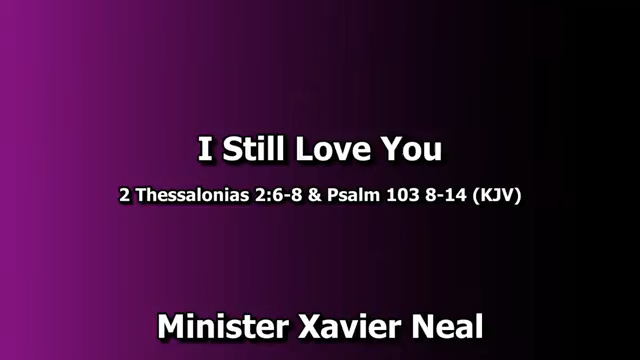 I Still Love You
2 Thessalonias 2:6-8 & Psalm 103 8-14 (KJV)
Minister Xavier Neal